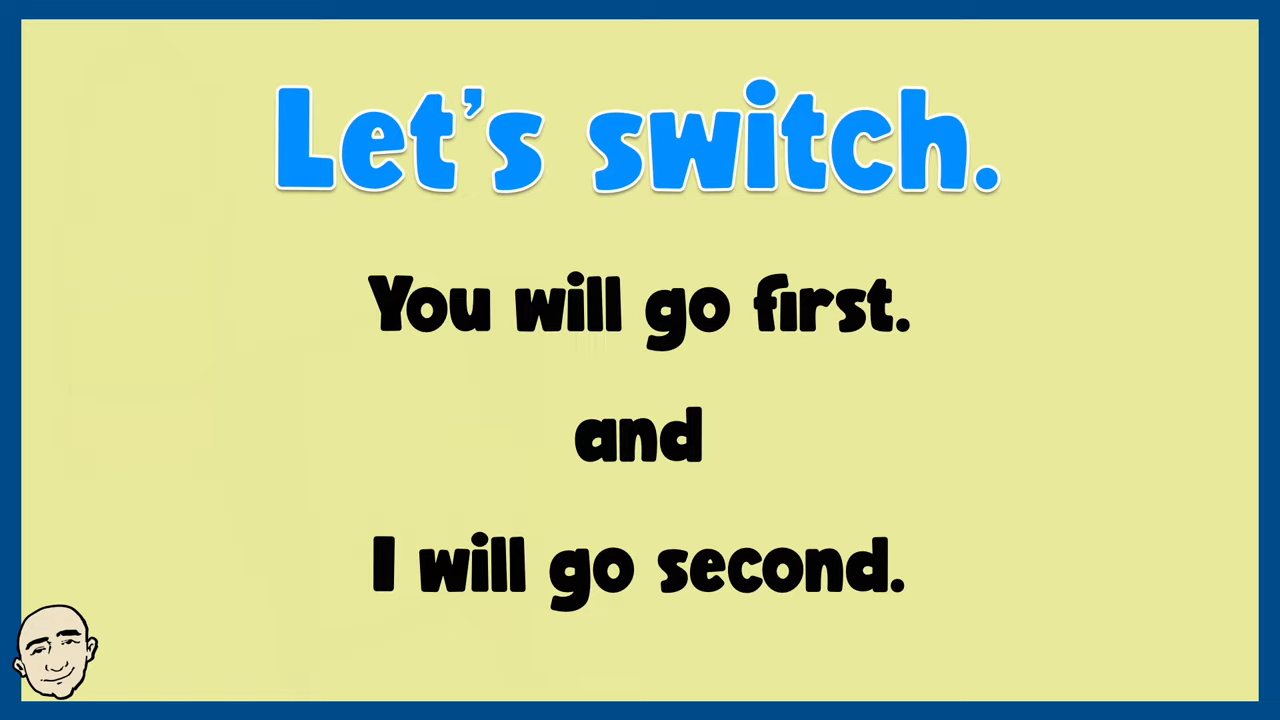 Let's switch.
You will go first.
and
I will go second.